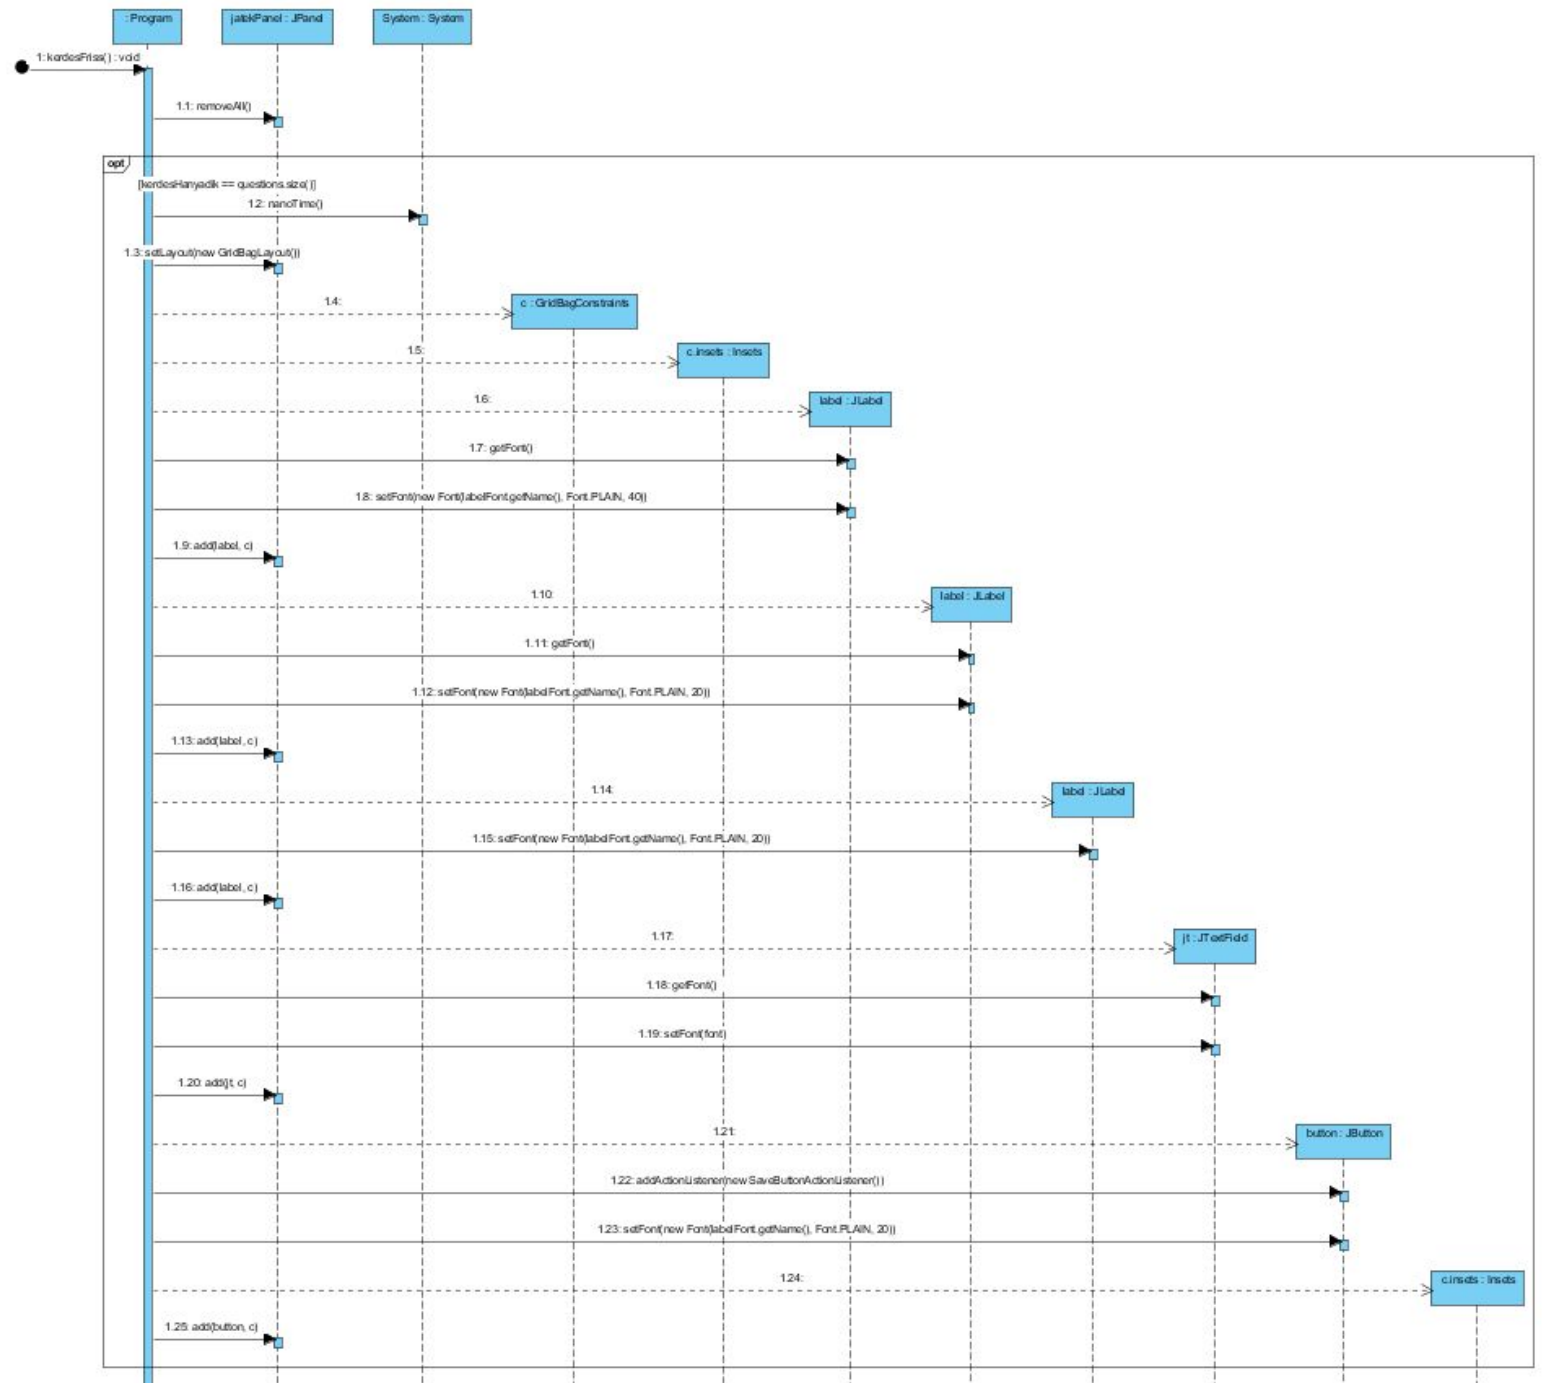 : Program
jatekPanel : JPanel
System : System
1: kerdesFriss() : void
1.1: removeAll()
opt
[kerdesHanyadik == questions.size()]
1.2: nanoTime()
1.3: setLayout(new GridBagLayout())
1.4:
c : GridBagConstraints
1.5:
c.insets : Insets
1.6:
label : JLabel
1.7: getFont()
1.8: setFont(new Font(labelFont.getName(), Font.PLAIN, 40))
1.9: add(label, c)
1.10:
label : JLabel
1.11: getFont()
1.12: setFont(new Font(labelFont.getName(), Font.PLAIN, 20))
1.13: add(label, c)
1.14:
label : JLabel
1.15: setFont(new Font(labelFont.getName(), Font.PLAIN, 20))
1.16: add(label, c)
1.17:
jt : JTextField
1.18: getFont()
1.19: setFont(font)
1.20: add(jt, c)
1.21:
button : JButton
1.22: addActionListener(new SaveButtonActionListener())
1.23: setFont(new Font(labelFont.getName(), Font.PLAIN, 20))
1.24:
c.insets : Insets
1.25: add(button, c)